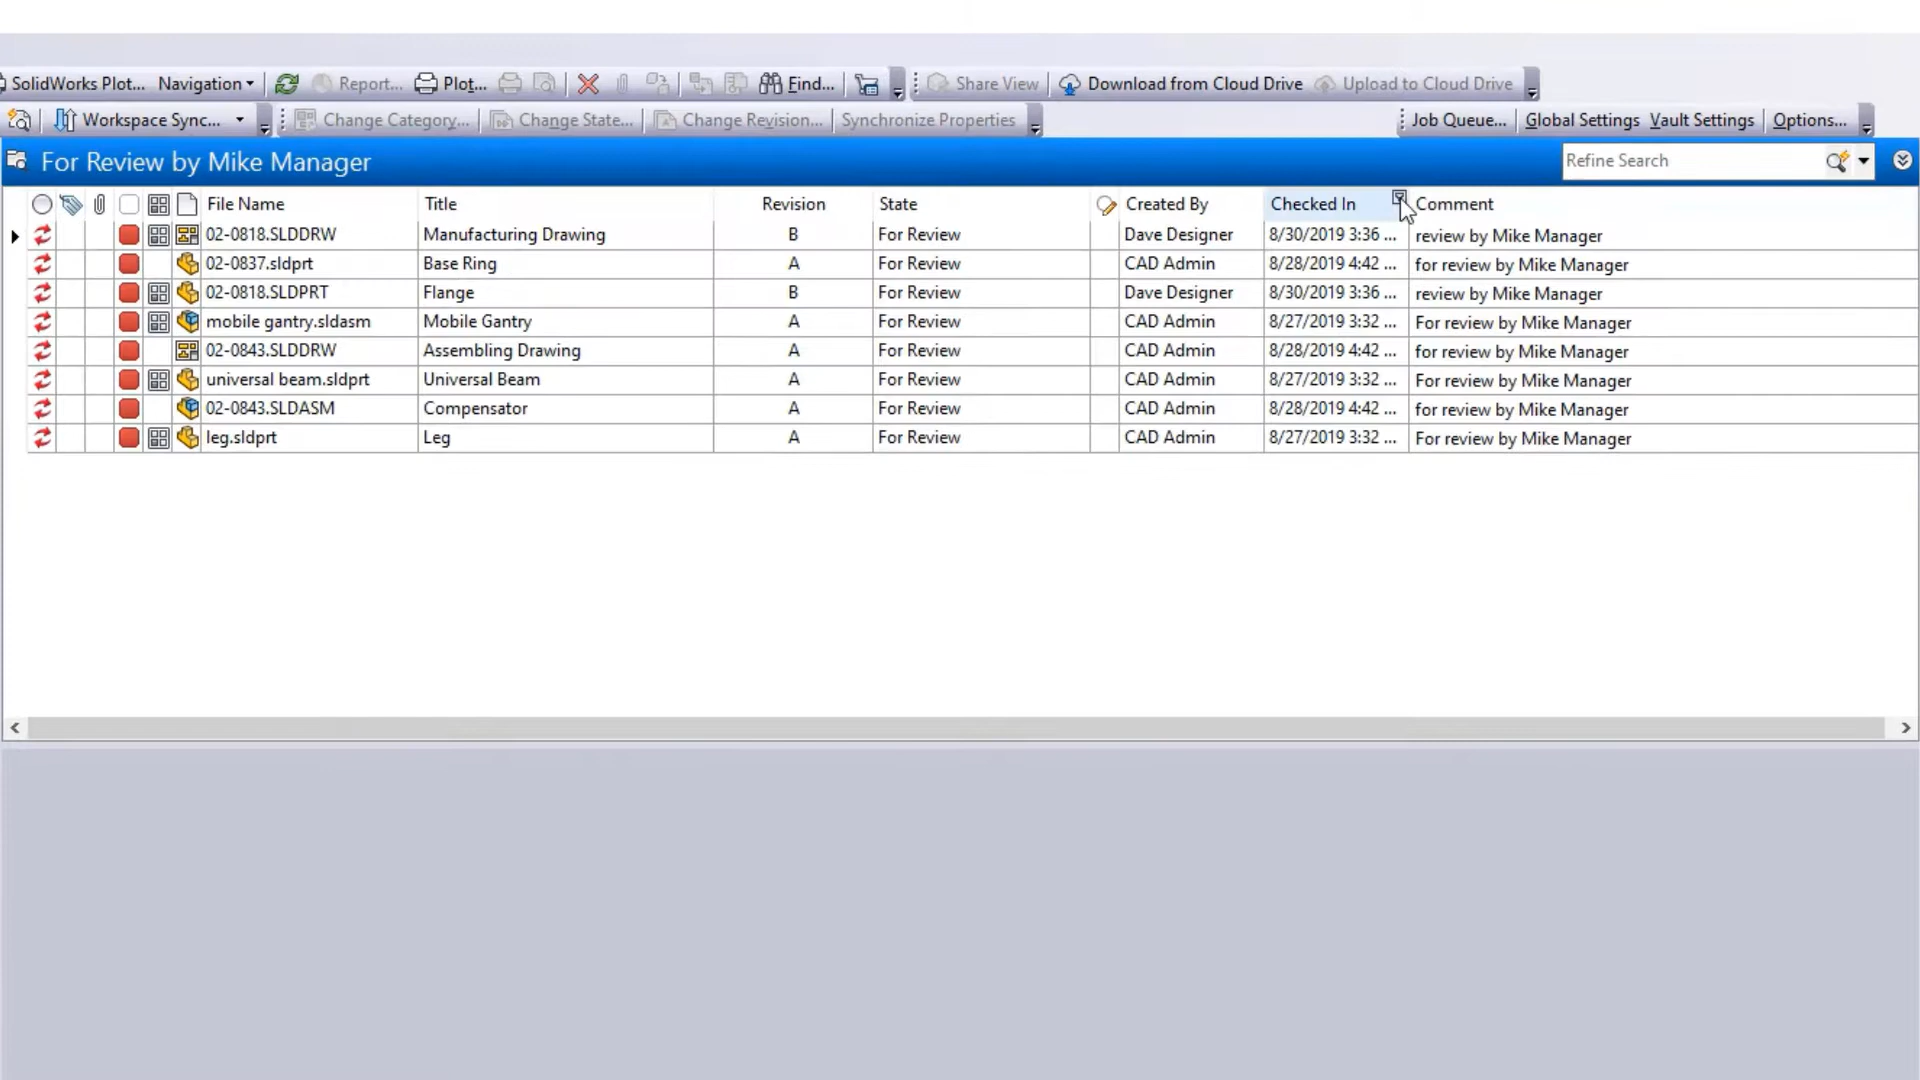 SolidWorks Plot... Navigation Report... Plot... Find... Share View Download from Cloud Drive Upload to Cloud Drive
Workspace Sync... Change Category... Change State... Change Revision... Synchronize Properties Job Queue... Global Settings Vault Settings Options...
For Review by Mike Manager Refine Search
File Name Title Revision State Created By Checked In Comment
02-0818.SLDDRW Manufacturing Drawing B For Review Dave Designer 8/30/2019 3:36 ... review by Mike Manager
02-0837.sldprt Base Ring A For Review CAD Admin 8/28/2019 4:42 ... for review by Mike Manager
02-0818.SLDPRT Flange B For Review Dave Designer 8/30/2019 3:36 ... review by Mike Manager
mobile gantry.sldasm Mobile Gantry A For Review CAD Admin 8/27/2019 3:32 ... For review by Mike Manager
02-0843.SLDDRW Assembling Drawing A For Review CAD Admin 8/28/2019 4:42 ... for review by Mike Manager
universal beam.sldprt Universal Beam A For Review CAD Admin 8/27/2019 3:32 ... For review by Mike Manager
02-0843.SLDASM Compensator A For Review CAD Admin 8/28/2019 4:42 ... for review by Mike Manager
leg.sldprt Leg A For Review CAD Admin 8/27/2019 3:32 ... For review by Mike Manager